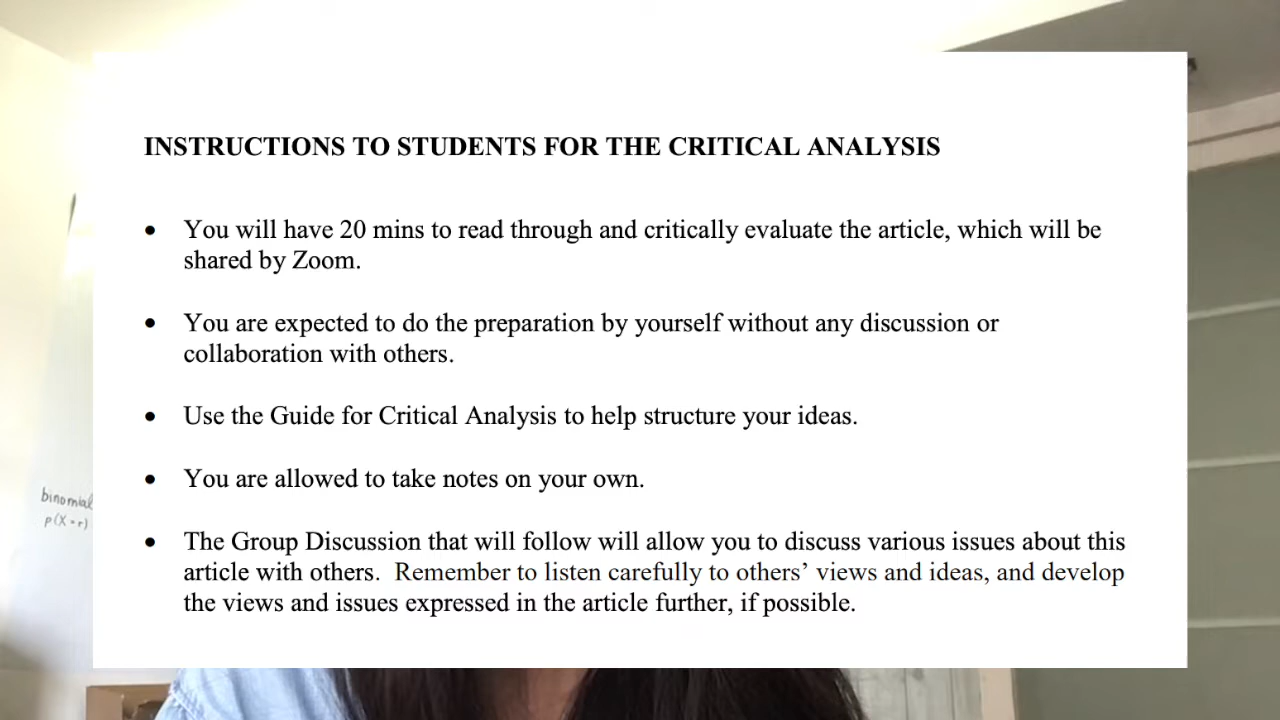 INSTRUCTIONS TO STUDENTS FOR THE CRITICAL ANALYSIS
• You will have 20 mins to read through and critically evaluate the article, which will be
shared by Zoom.
• You are expected to do the preparation by yourself without any discussion or
collaboration with others.
• Use the Guide for Critical Analysis to help structure your ideas.
• You are allowed to take notes on your own.
binomial
p(X=r)
• The Group Discussion that will follow will allow you to discuss various issues about this
article with others.  Remember to listen carefully to others’ views and ideas, and develop
the views and issues expressed in the article further, if possible.